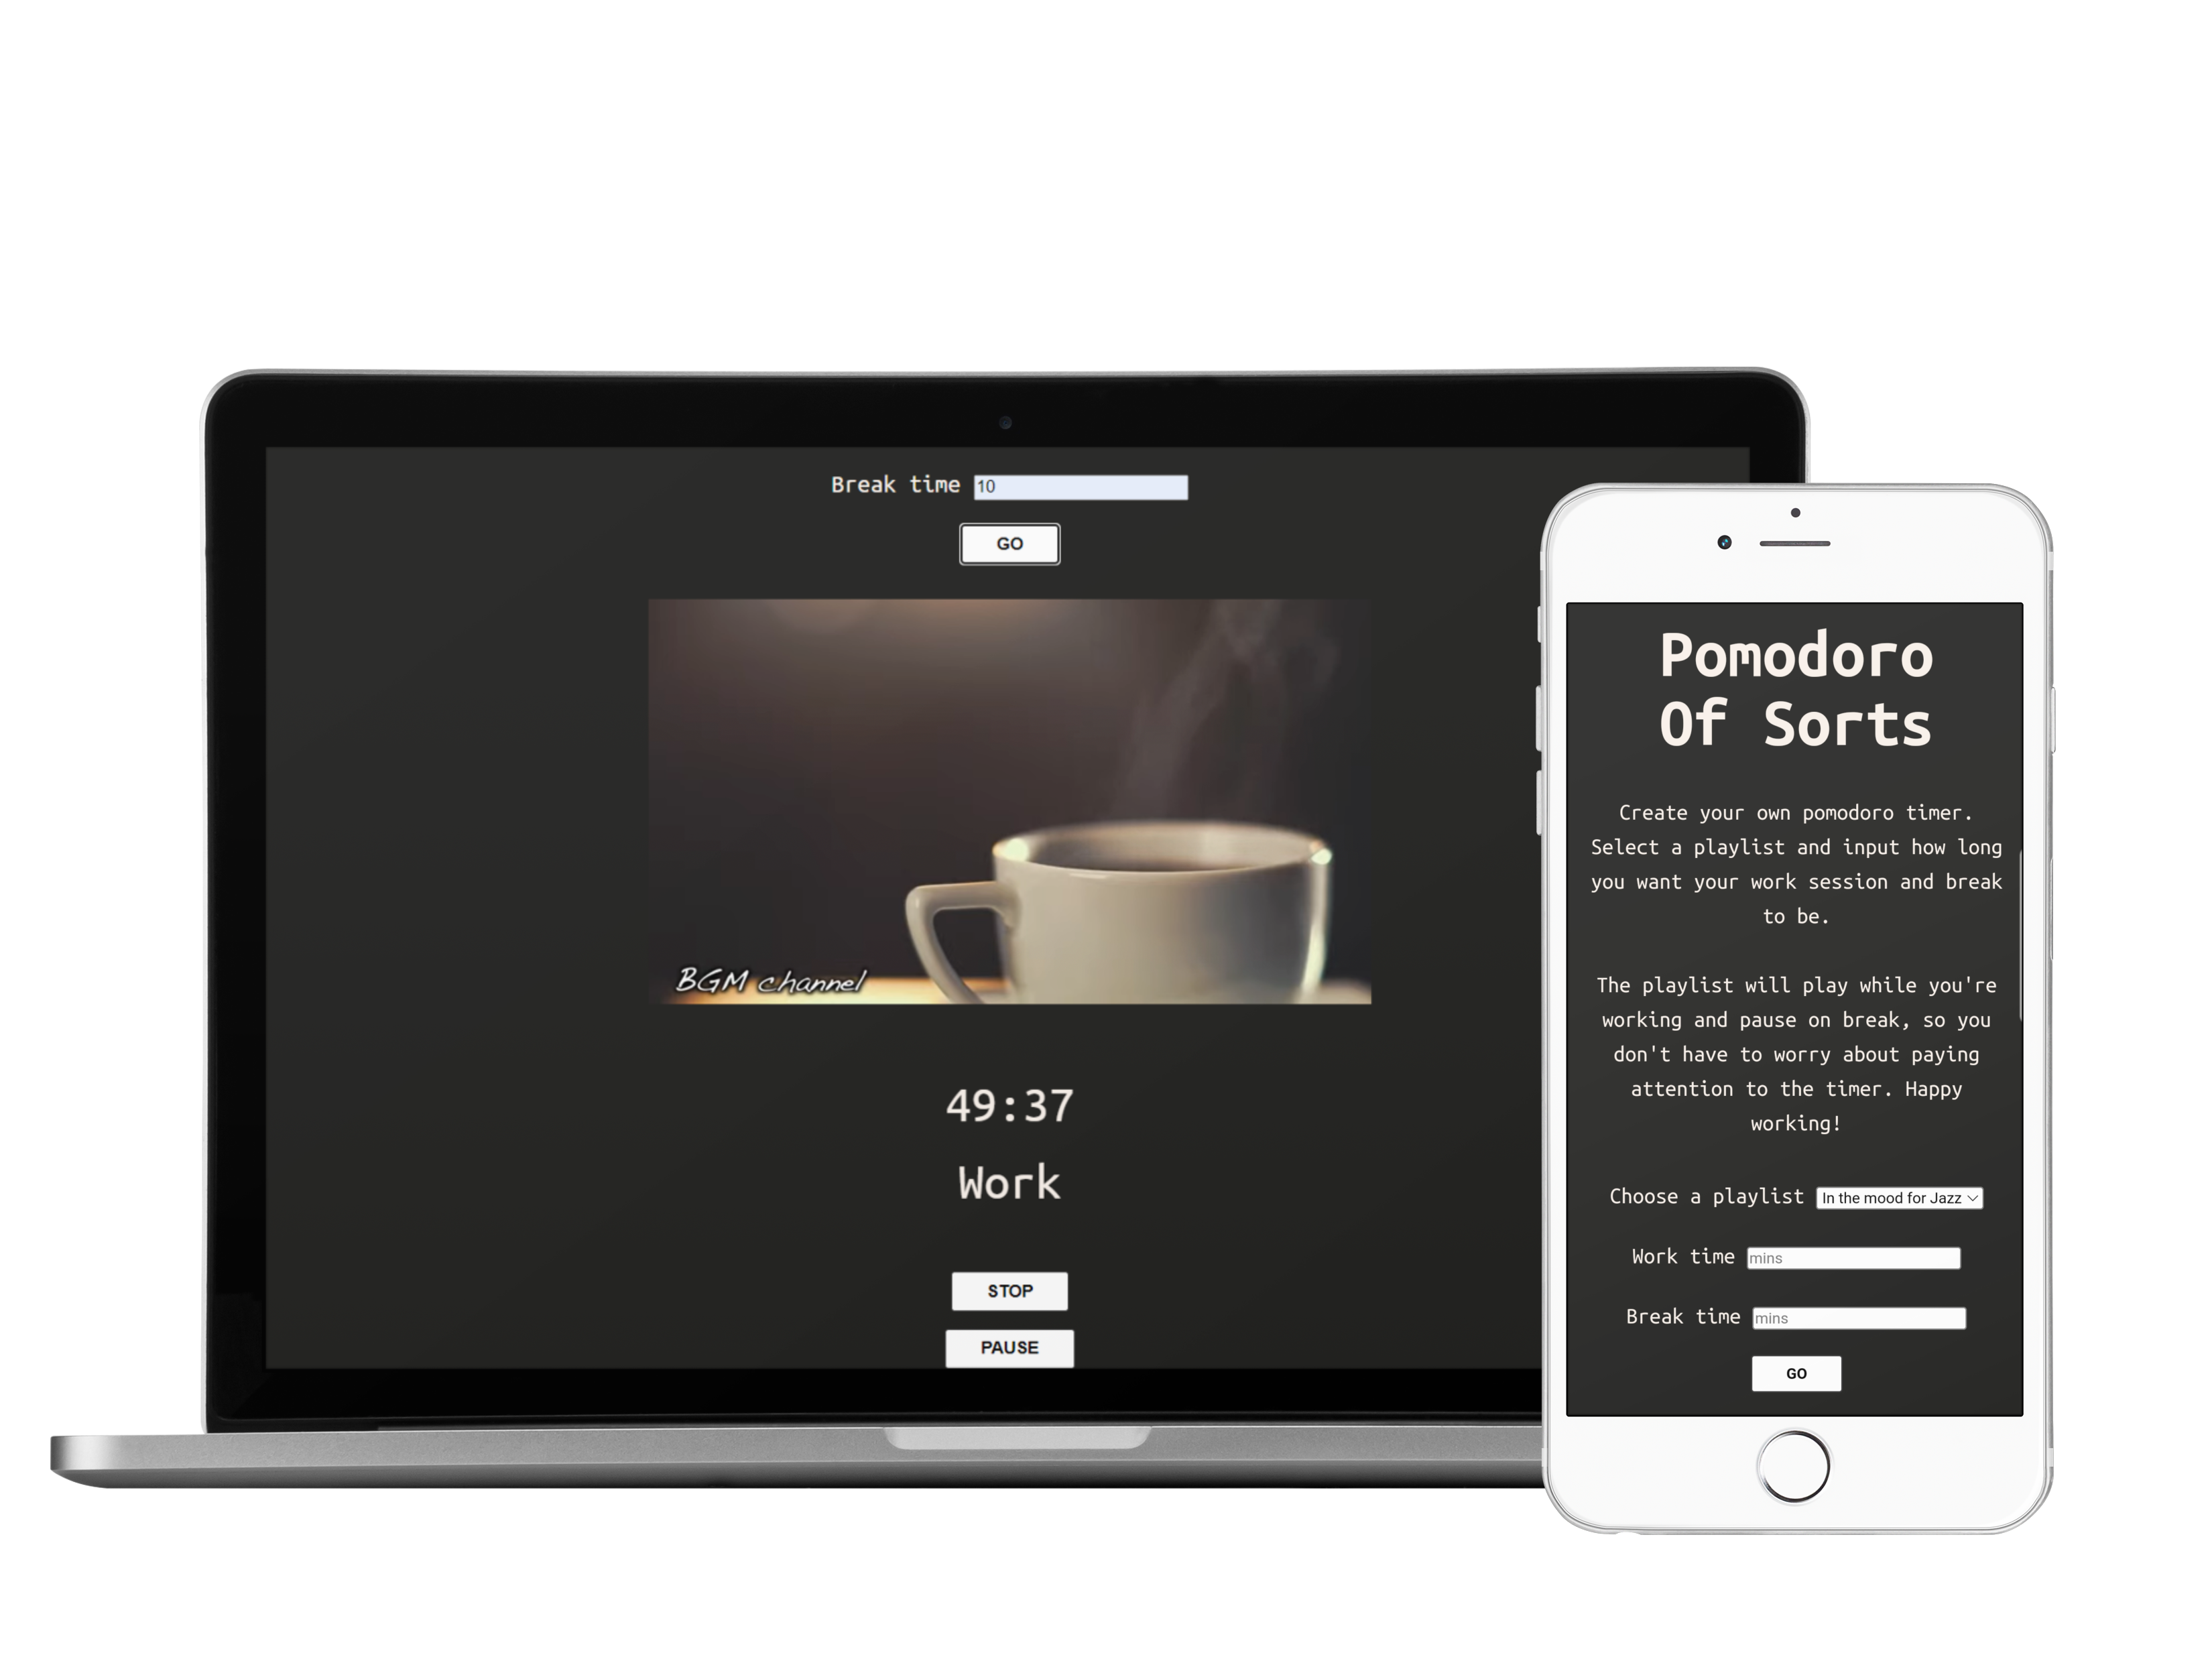 Break time 10
GO
BGM channel
49:37
Work
STOP
PAUSE
Pomodoro
Of Sorts
Create your own pomodoro timer.
Select a playlist and input how long
you want your work session and break
to be.
The playlist will play while you're
working and pause on break, so you
don't have to worry about paying
attention to the timer. Happy
working!
Choose a playlist In the mood for Jazz
Work time mins
Break time mins
GO